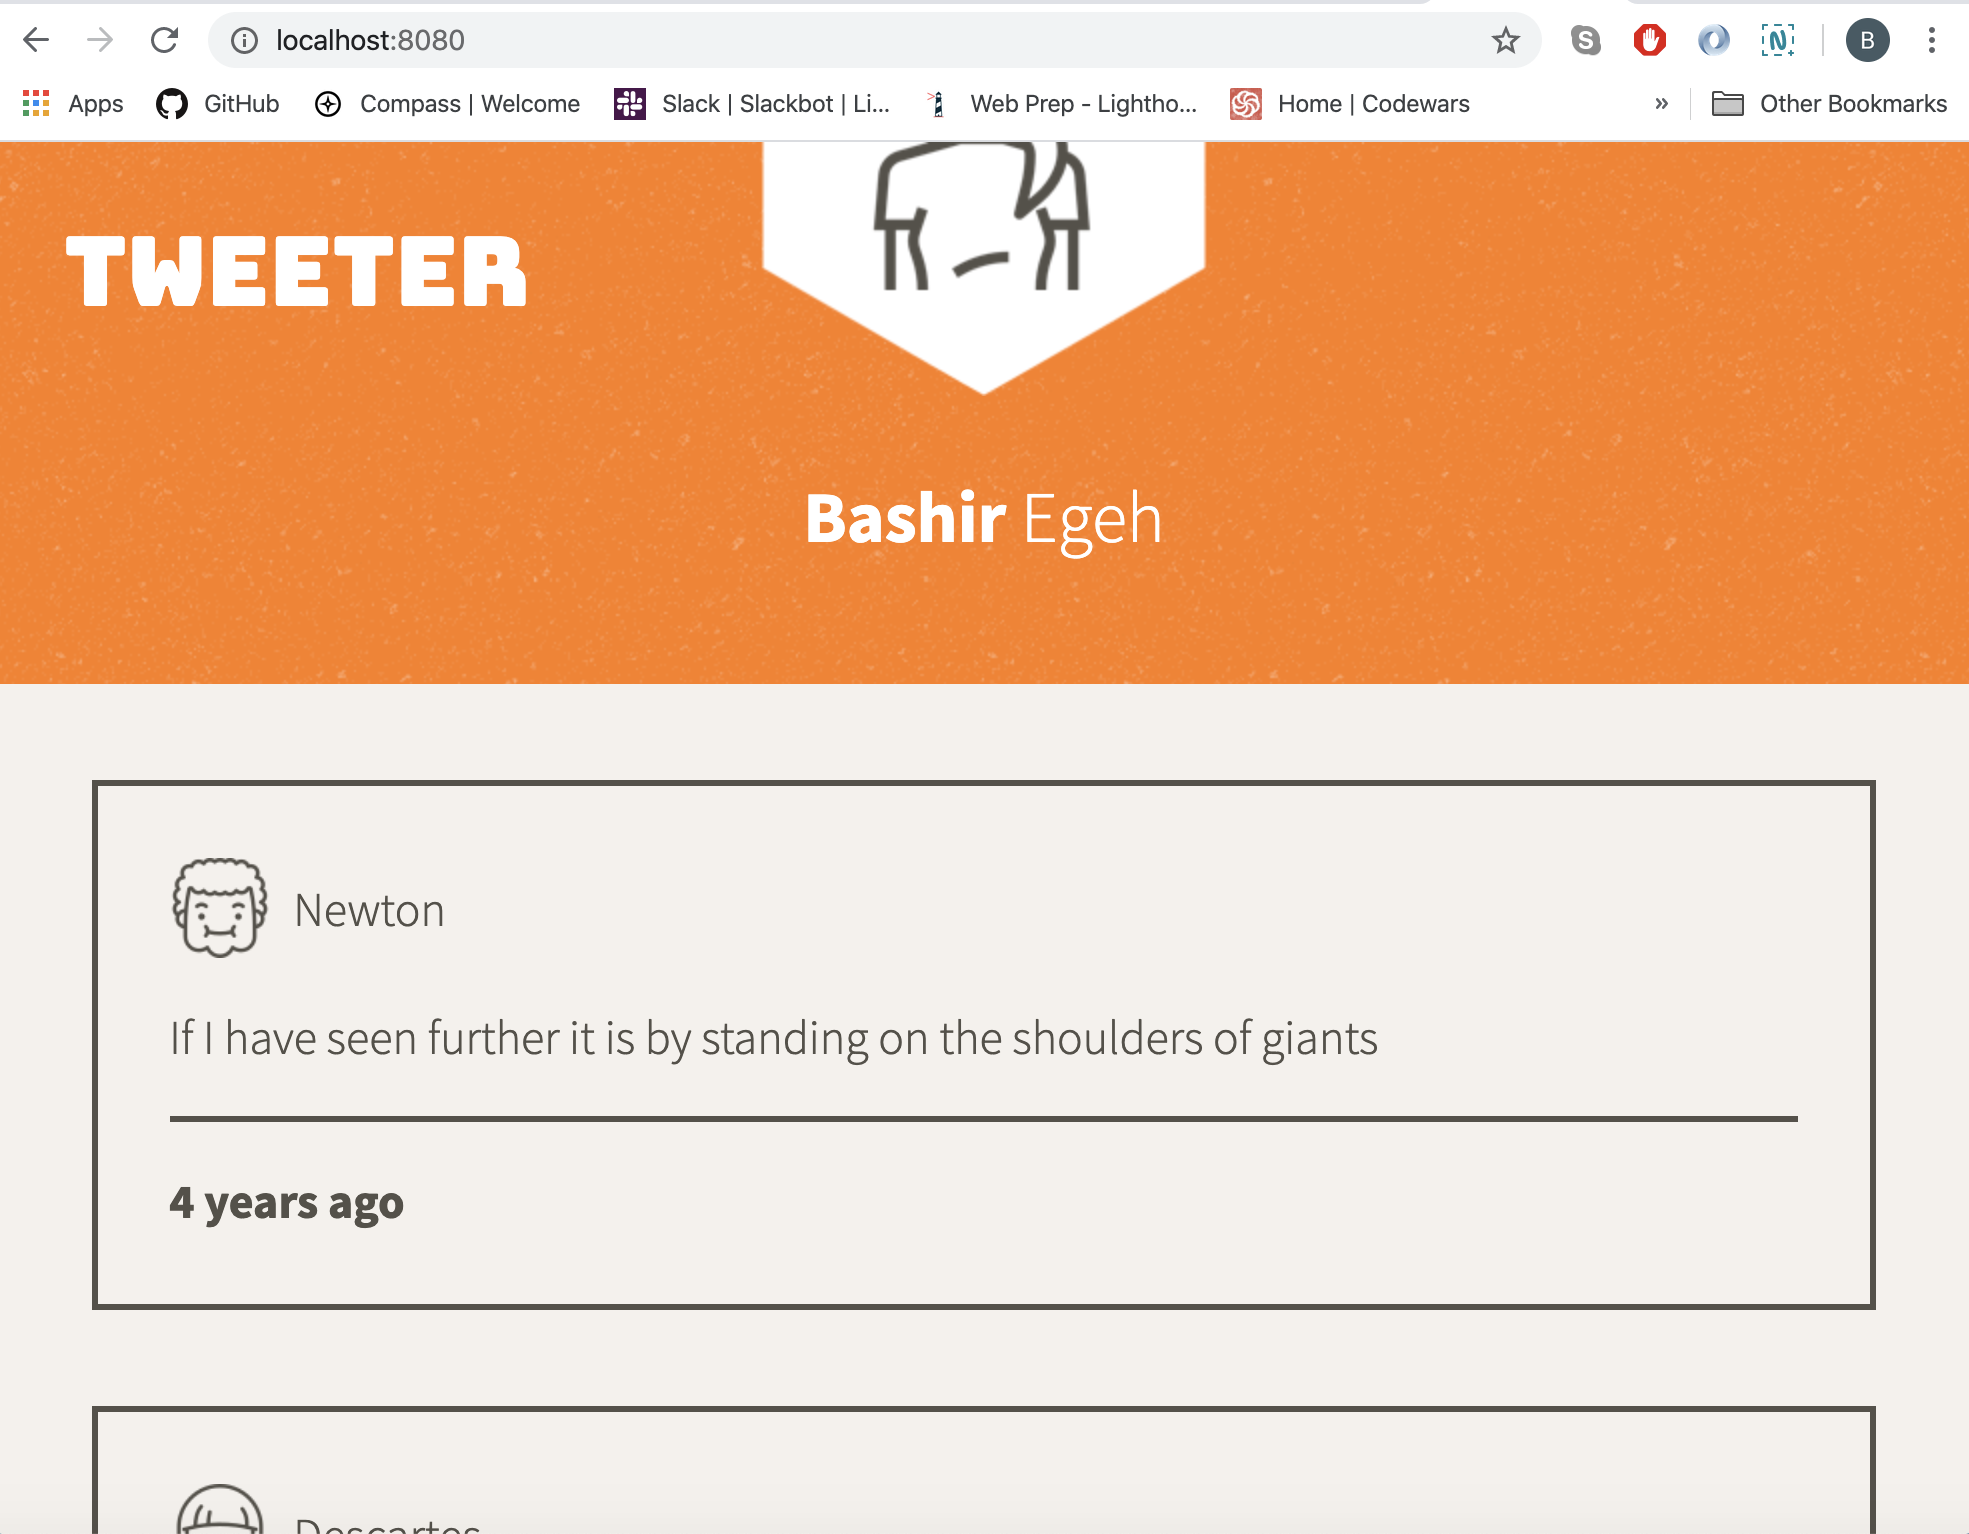 localhost:8080
B
Apps GitHub Compass | Welcome Slack | Slackbot | Li... Web Prep - Lightho... Home | Codewars » Other Bookmarks
TWEETER
Bashir Egeh
Newton
If I have seen further it is by standing on the shoulders of giants
4 years ago
Descartes